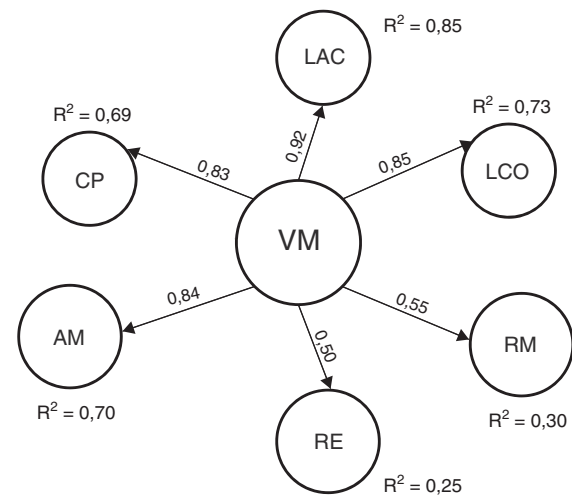 R² = 0,85
LAC
R² = 0,69
R² = 0,73
0,92
0,83
0,85
CP
LCO
VM
0,84
0,55
0,50
AM
RM
R² = 0,70
R² = 0,30
RE
R² = 0,25